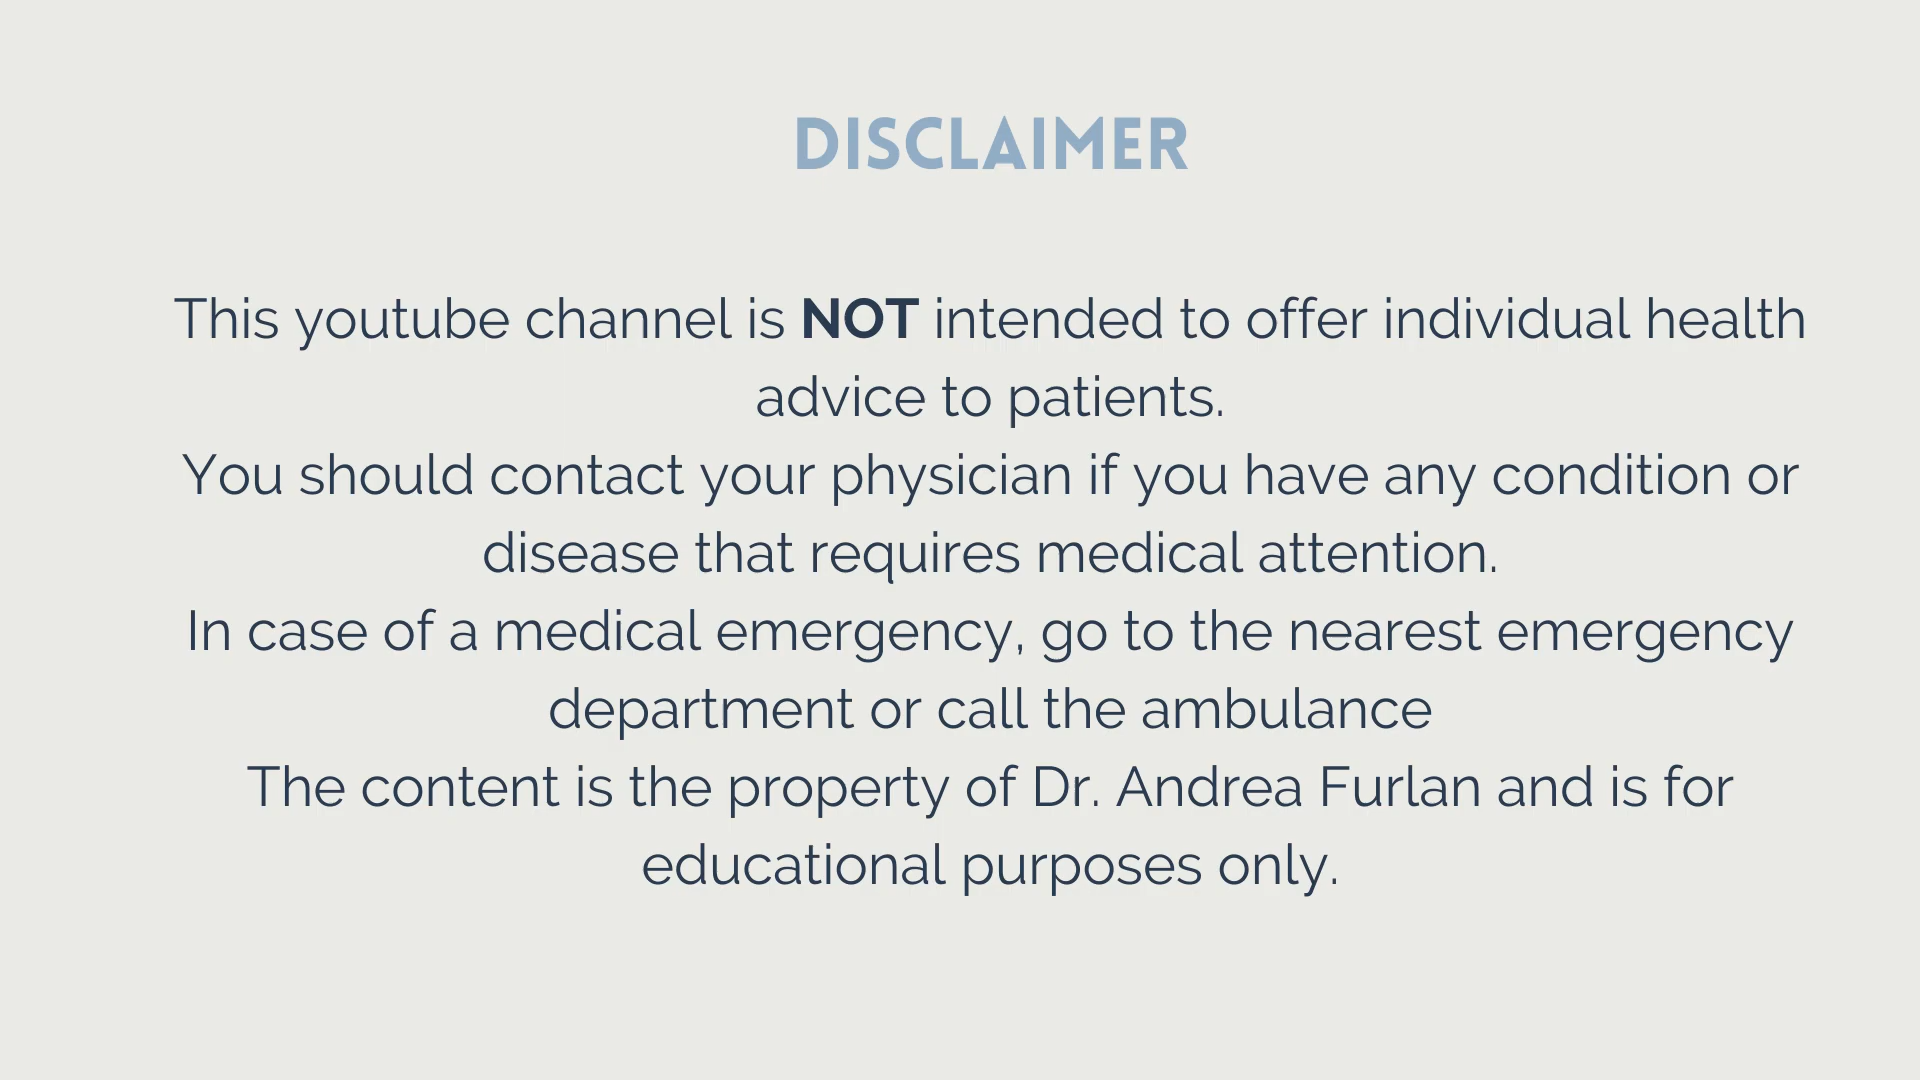 DISCLAIMER
This youtube channel is NOT intended to offer individual health
advice to patients.
You should contact your physician if you have any condition or
disease that requires medical attention.
In case of a medical emergency, go to the nearest emergency
department or call the ambulance
The content is the property of Dr. Andrea Furlan and is for
educational purposes only.